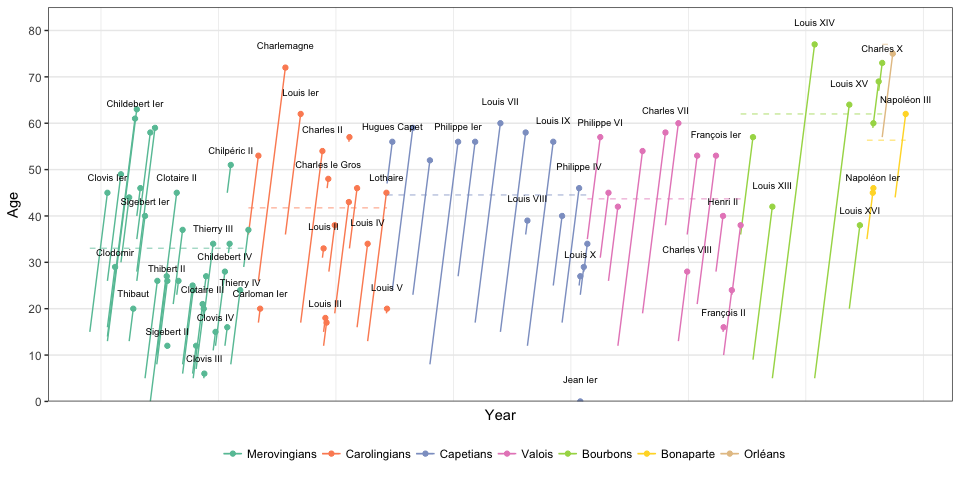 Louis XIV
Charlemagne
Charles X
Louis XV
Louis Ier
Napoléon III
Louis VII
Childebert Ier
Charles VII
Charles II
Hugues Capet
Philippe Ier
Louis IX
Philippe VI
François Ier
Chilpéric II
Charles le Gros
Philippe IV
Clovis Ier
Clotaire II
Lothaire
Napoléon Ier
Louis XIII
Sigebert Ier
Louis VIII
Henri II
Louis XVI
Thierry III
Louis II
Louis IV
Clodomir
Childebert IV
Louis X
Charles VIII
Thibert II
Thierry IV
Thibaut
Clotaire III
Carloman Ier
Louis V
Louis III
Clovis IV
François II
Sigebert II
Clovis III
Jean Ier
80
70
60
50
40
30
20
10
0
Age
Year
Merovingians Carolingians Capetians Valois Bourbons Bonaparte Orléans